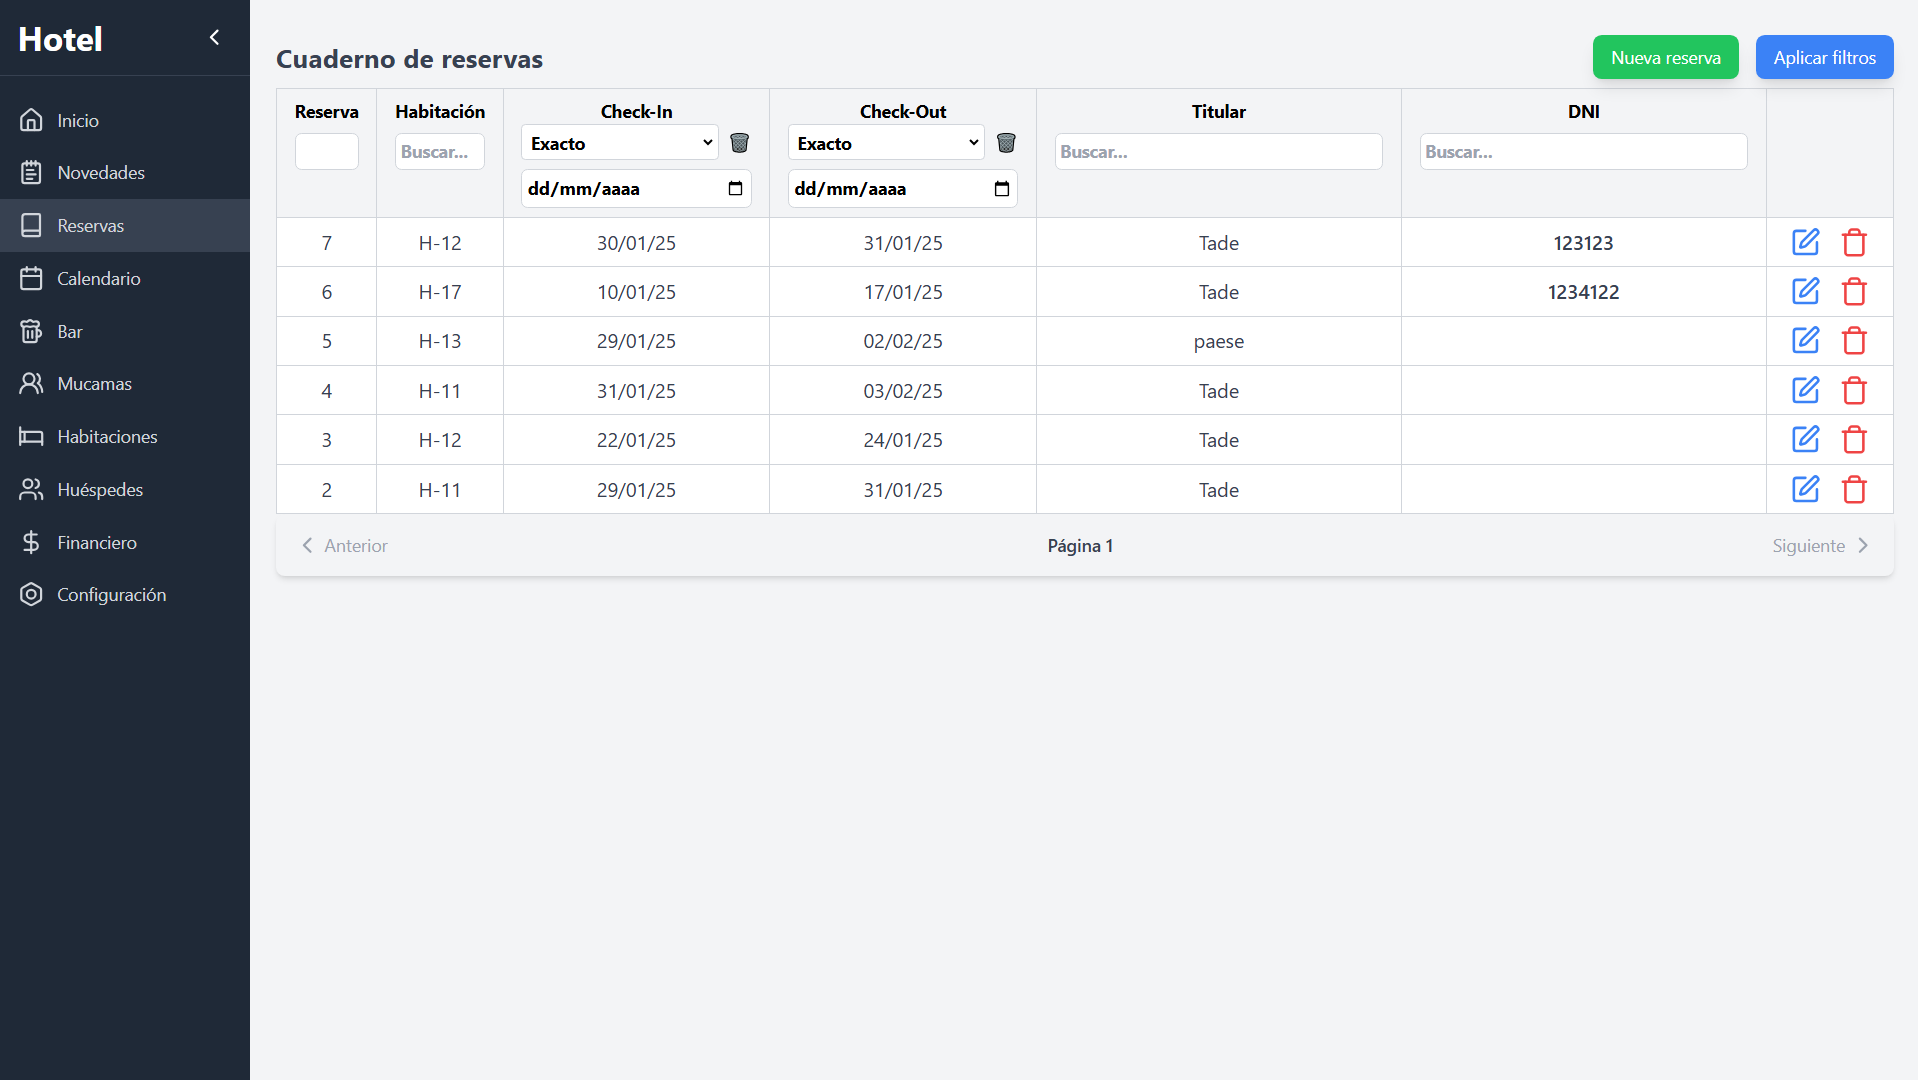 Hotel
Inicio
Novedades
Reservas
Calendario
Bar
Mucamas
Habitaciones
Huéspedes
Financiero
Configuración
Cuaderno de reservas
Nueva reserva
Aplicar filtros
Reserva Habitación Check-In Check-Out Titular DNI
Buscar... Exacto Exacto Buscar... Buscar...
dd/mm/aaaa dd/mm/aaaa
7 H-12 30/01/25 31/01/25 Tade 123123
6 H-17 10/01/25 17/01/25 Tade 1234122
5 H-13 29/01/25 02/02/25 paese
4 H-11 31/01/25 03/02/25 Tade
3 H-12 22/01/25 24/01/25 Tade
2 H-11 29/01/25 31/01/25 Tade
Anterior Página 1 Siguiente